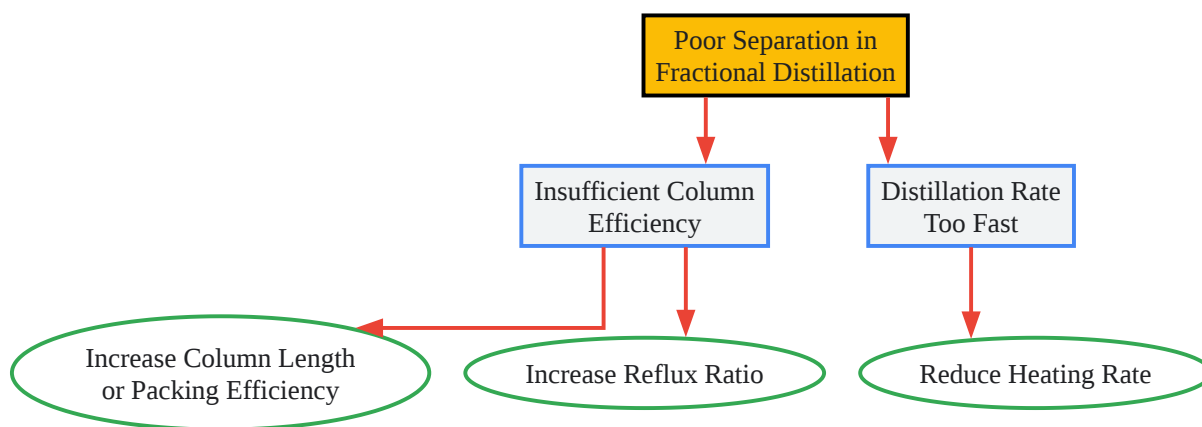 Poor Separation in
Fractional Distillation
Insufficient Column
Efficiency
Distillation Rate
Too Fast
Increase Column Length
or Packing Efficiency
Increase Reflux Ratio
Reduce Heating Rate